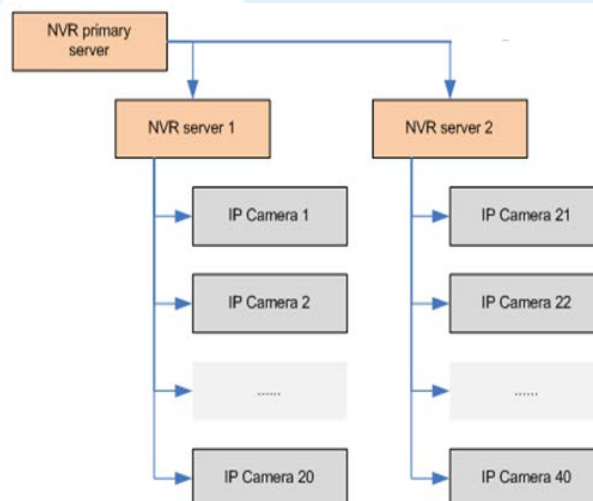 NVR primary
server
NVR server 1
NVR server 2
IP Camera 1
IP Camera 21
IP Camera 2
IP Camera 22
......
......
IP Camera 20
IP Camera 40